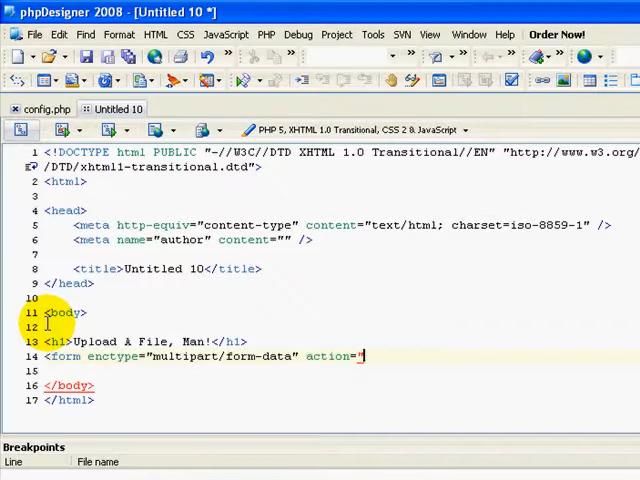 phpDesigner 2008 - [Untitled 10 *]
File Edit Find Format HTML CSS JavaScript PHP Debug Project Tools SVN View Window Help Order Now!
config.php Untitled 10
PHP 5, XHTML 1.0 Transitional, CSS 2 & JavaScript
1 <!DOCTYPE html PUBLIC "-//W3C//DTD XHTML 1.0 Transitional//EN" "http://www.w3.org/
/DTD/xhtml1-transitional.dtd">
2 <html>
3
4 <head>
5 <meta http-equiv="content-type" content="text/html; charset=iso-8859-1" />
6 <meta name="author" content="" />
7
8 <title>Untitled 10</title>
9 </head>
10
11 <body>
12
13 <h1>Upload A File, Man!</h1>
14 <form enctype="multipart/form-data" action="
15
16 </body>
17 </html>
Breakpoints
Line File name